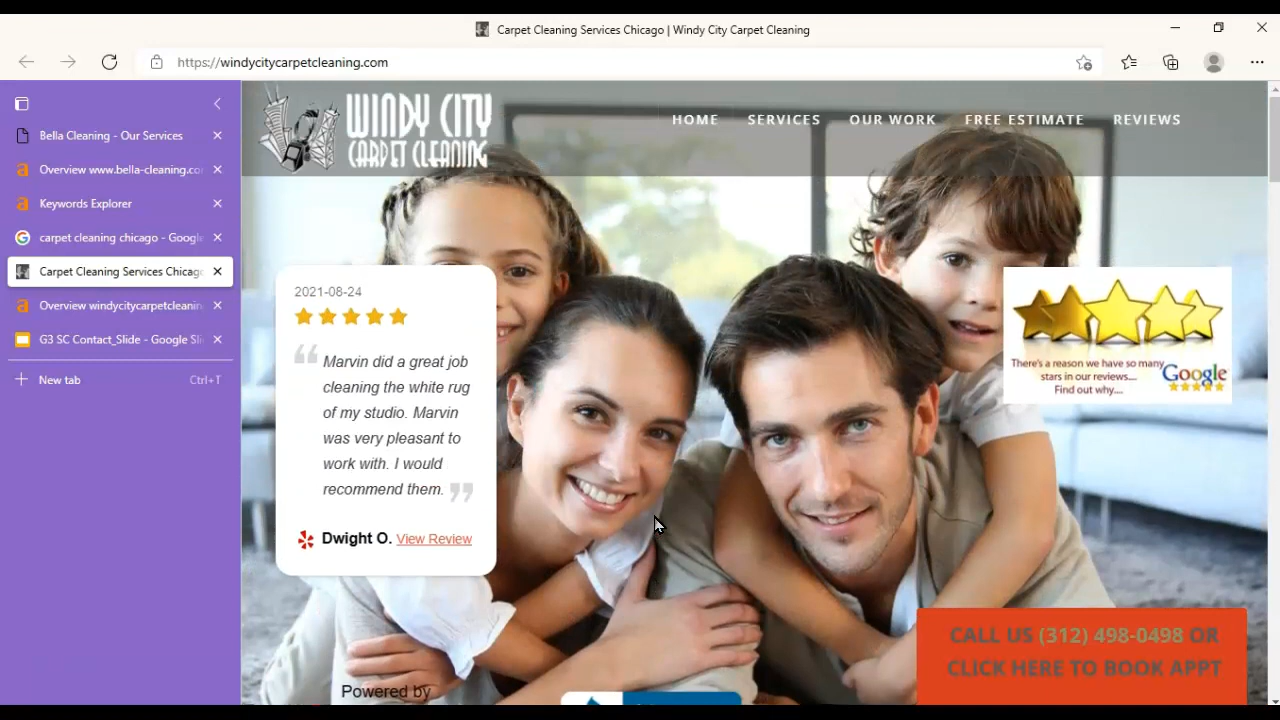 Carpet Cleaning Services Chicago | Windy City Carpet Cleaning
https://windycitycarpetcleaning.com
Bella Cleaning - Our Services
Overview www.bella-cleaning.co
Keywords Explorer
carpet cleaning chicago - Google
Carpet Cleaning Services Chicag
Overview windycitycarpetcleanin
G3 SC Contact_Slide - Google Sli
New tab Ctrl+T
WINDY CITY
CARPET CLEANING
HOME SERVICES OUR WORK FREE ESTIMATE REVIEWS
2021-08-24
Marvin did a great job
cleaning the white rug
of my studio. Marvin
was very pleasant to
work with. I would
recommend them.
Dwight O. View Review
Powered by
There's a reason we have so many
stars in our reviews....
Find out why....
Google
CALL US (312) 498-0498 OR
CLICK HERE TO BOOK APPT